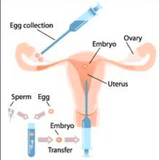 Egg collection
Embryo
Ovary
Uterus
Sperm
Egg
Embryo
Transfer